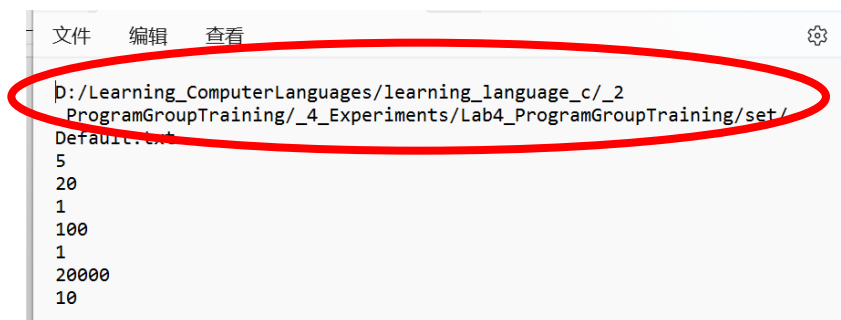 文件 编辑 查看
D:/Learning_ComputerLanguages/learning_language_c/_2
_ProgramGroupTraining/_4_Experiments/Lab4_ProgramGroupTraining/set/
Default.txt
5
20
1
100
1
20000
10